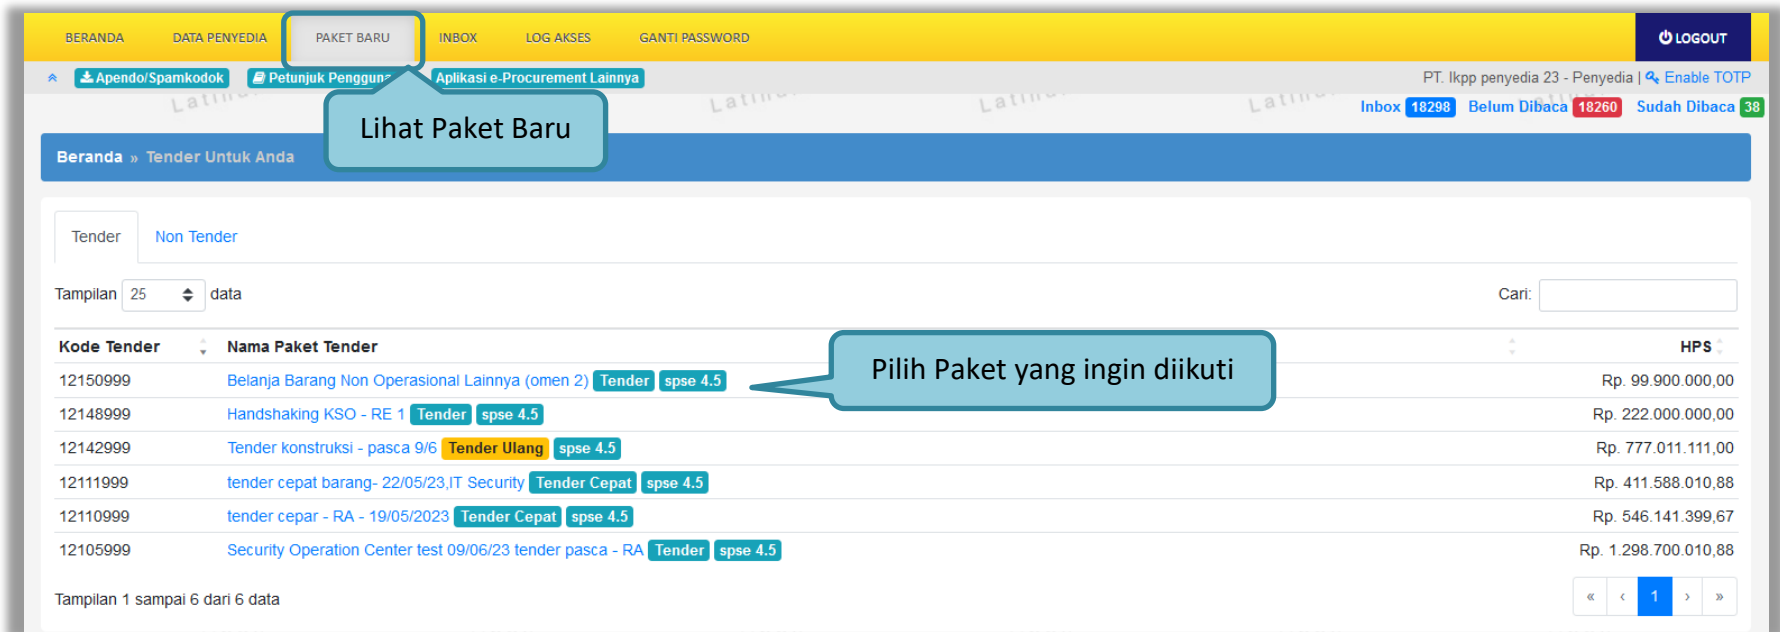 BERANDA DATA PENYEDIA PAKET BARU INBOX LOG AKSES GANTI PASSWORD LOGOUT
Apendo/Spamkodok Petunjuk Pengguna Aplikasi e-Procurement Lainnya PT. lkpp penyedia 23 - Penyedia | Enable TOTP
Inbox 18298 Belum Dibaca 18260 Sudah Dibaca 38
Lihat Paket Baru
Beranda » Tender Untuk Anda
Tender Non Tender
Tampilan 25 data Cari:
Kode Tender Nama Paket Tender HPS
Pilih Paket yang ingin diikuti
12150999 Belanja Barang Non Operasional Lainnya (omen 2) Tender spse 4.5 Rp. 99.900.000,00
12148999 Handshaking KSO - RE 1 Tender spse 4.5 Rp. 222.000.000,00
12142999 Tender konstruksi - pasca 9/6 Tender Ulang spse 4.5 Rp. 777.011.111,00
12111999 tender cepat barang- 22/05/23,IT Security Tender Cepat spse 4.5 Rp. 411.588.010,88
12110999 tender cepar - RA - 19/05/2023 Tender Cepat spse 4.5 Rp. 546.141.399,67
12105999 Security Operation Center test 09/06/23 tender pasca - RA Tender spse 4.5 Rp. 1.298.700.010,88
Tampilan 1 sampai 6 dari 6 data « ‹ 1 › »